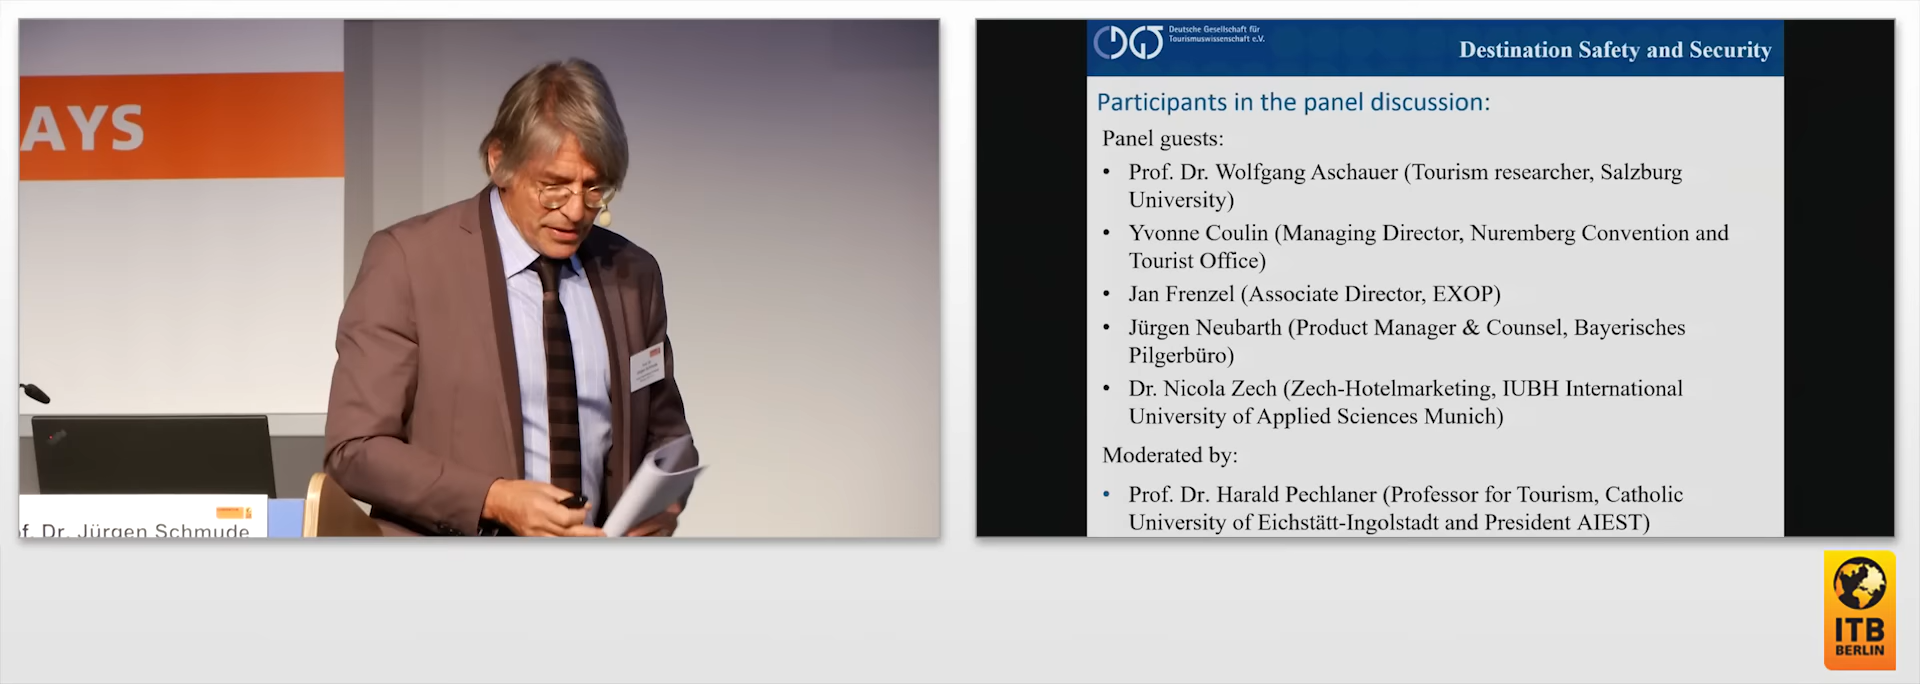 AYS
f. Dr. Jürgen Schmude
Deutsche Gesellschaft für
Tourismuswissenschaft e.V.
Destination Safety and Security
Participants in the panel discussion:
Panel guests:
• Prof. Dr. Wolfgang Aschauer (Tourism researcher, Salzburg
University)
• Yvonne Coulin (Managing Director, Nuremberg Convention and
Tourist Office)
• Jan Frenzel (Associate Director, EXOP)
• Jürgen Neubarth (Product Manager & Counsel, Bayerisches
Pilgerbüro)
• Dr. Nicola Zech (Zech-Hotelmarketing, IUBH International
University of Applied Sciences Munich)
Moderated by:
• Prof. Dr. Harald Pechlaner (Professor for Tourism, Catholic
University of Eichstätt-Ingolstadt and President AIEST)
ITB
BERLIN